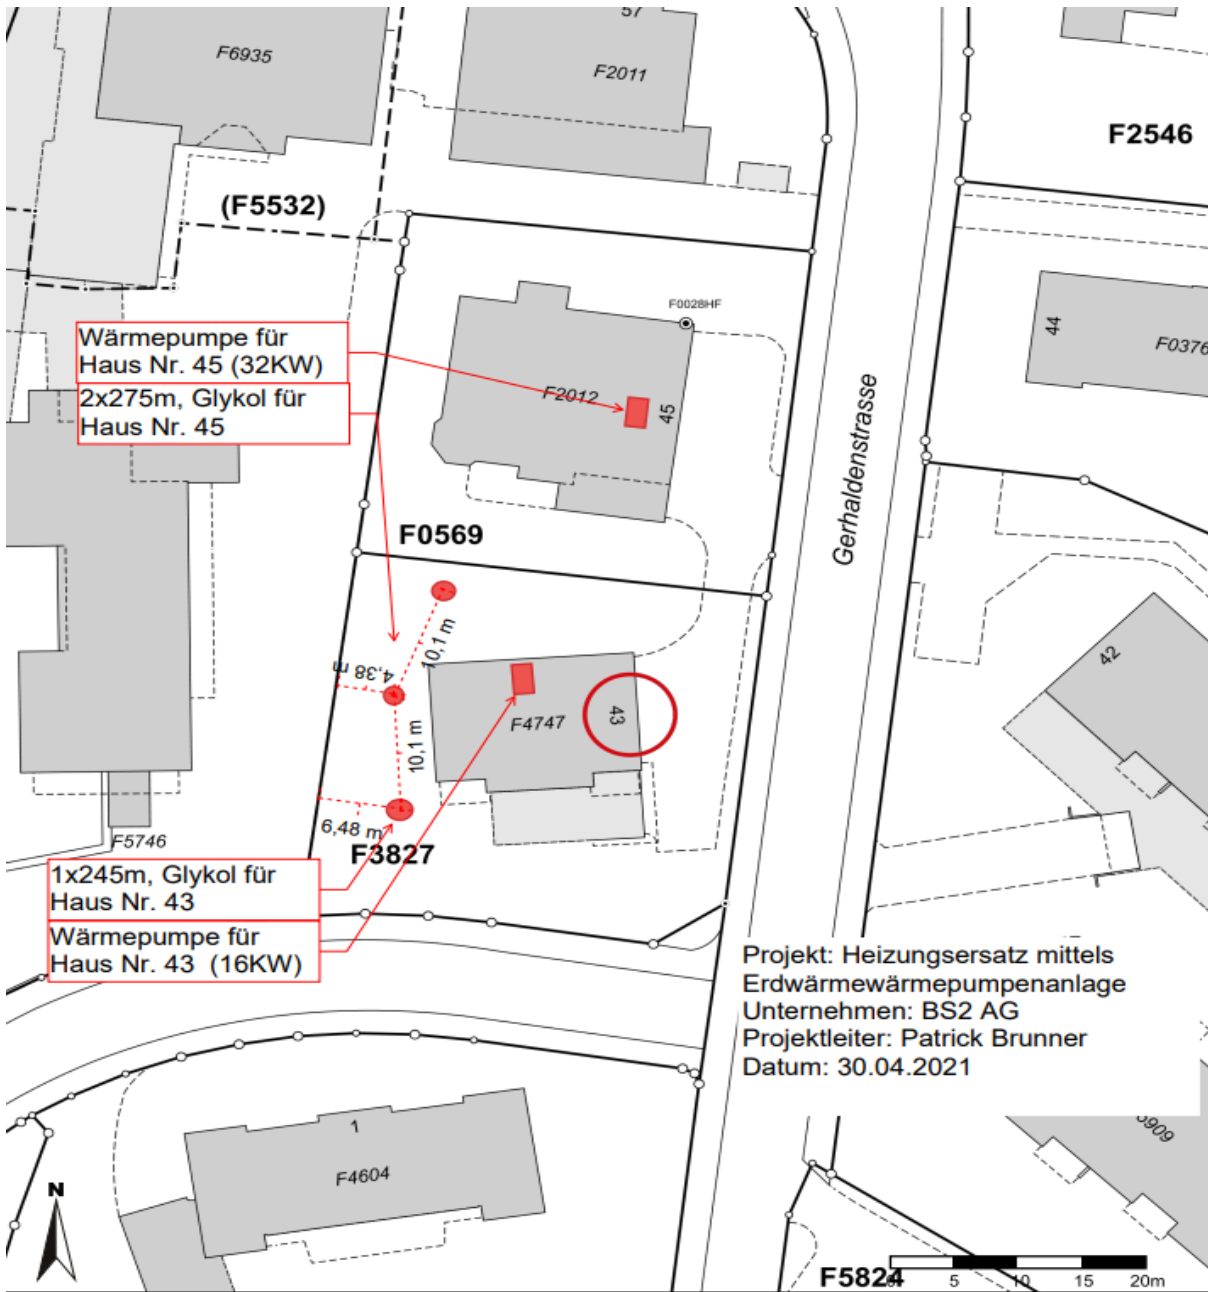 57
F6935
F2011
F2546
(F5532)
F0028HF
44
F0376
Wärmepumpe für
Haus Nr. 45 (32KW)
2x275m, Glykol für
Haus Nr. 45
F2012
45
Gerhaldenstrasse
F0569
10,1 m
4,38 m
42
F4747
43
10,1 m
6,48 m
F5746
F3827
1x245m, Glykol für
Haus Nr. 43
Wärmepumpe für
Haus Nr. 43 (16KW)
Projekt: Heizungsersatz mittels
Erdwärmewärmepumpenanlage
Unternehmen: BS2 AG
Projektleiter: Patrick Brunner
Datum: 30.04.2021
1
F4604
N
F5824
5 10 15 20m